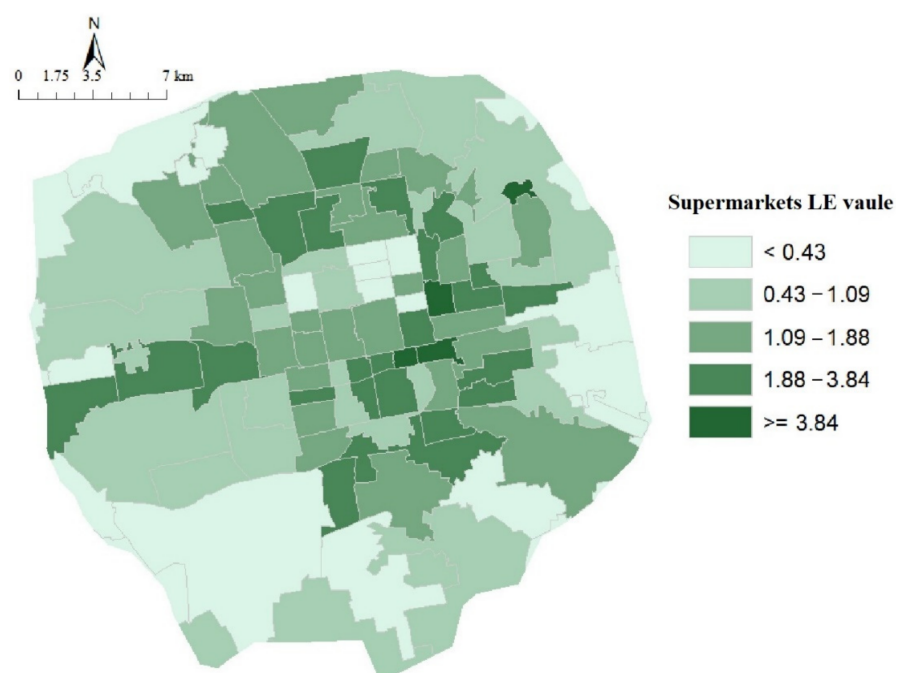 N
0 1.75 3.5 7 km
Supermarkets LE vaule
< 0.43
0.43 – 1.09
1.09 – 1.88
1.88 – 3.84
>= 3.84